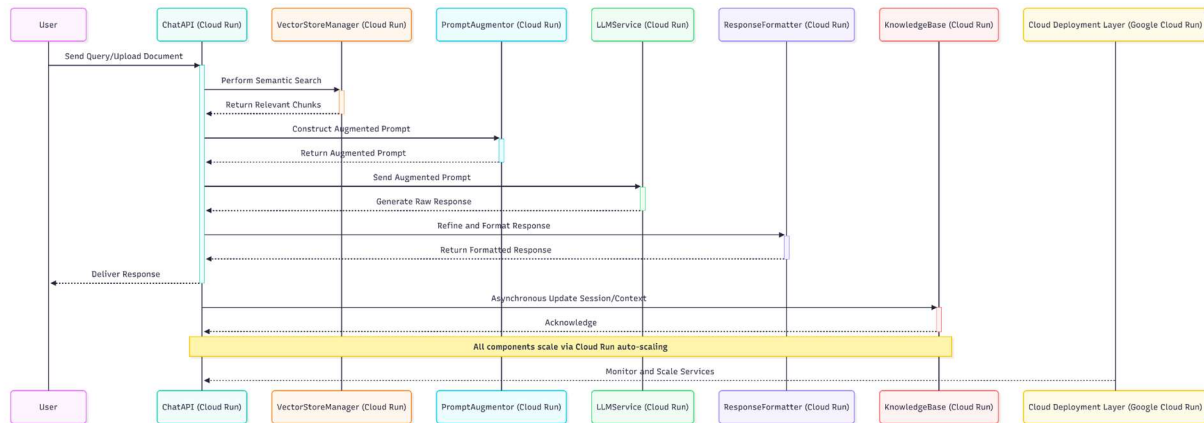 User
ChatAPI (Cloud Run)
VectorStoreManager (Cloud Run)
PromptAugmentor (Cloud Run)
LLMService (Cloud Run)
ResponseFormatter (Cloud Run)
KnowledgeBase (Cloud Run)
Cloud Deployment Layer (Google Cloud Run)
Send Query/Upload Document
Perform Semantic Search
Return Relevant Chunks
Construct Augmented Prompt
Return Augmented Prompt
Send Augmented Prompt
Generate Raw Response
Refine and Format Response
Return Formatted Response
Deliver Response
Asynchronous Update Session/Context
Acknowledge
All components scale via Cloud Run auto-scaling
Monitor and Scale Services
User
ChatAPI (Cloud Run)
VectorStoreManager (Cloud Run)
PromptAugmentor (Cloud Run)
LLMService (Cloud Run)
ResponseFormatter (Cloud Run)
KnowledgeBase (Cloud Run)
Cloud Deployment Layer (Google Cloud Run)